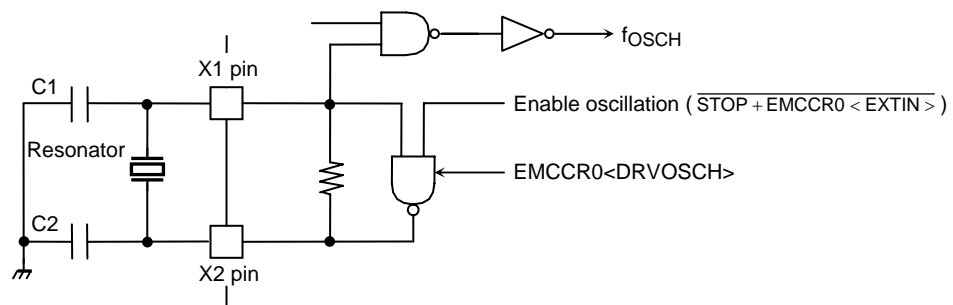 fOSCH
X1 pin
C1
Enable oscillation ( STOP + EMCCR0 < EXTIN > )
Resonator
EMCCR0<DRVOSCH>
C2
X2 pin